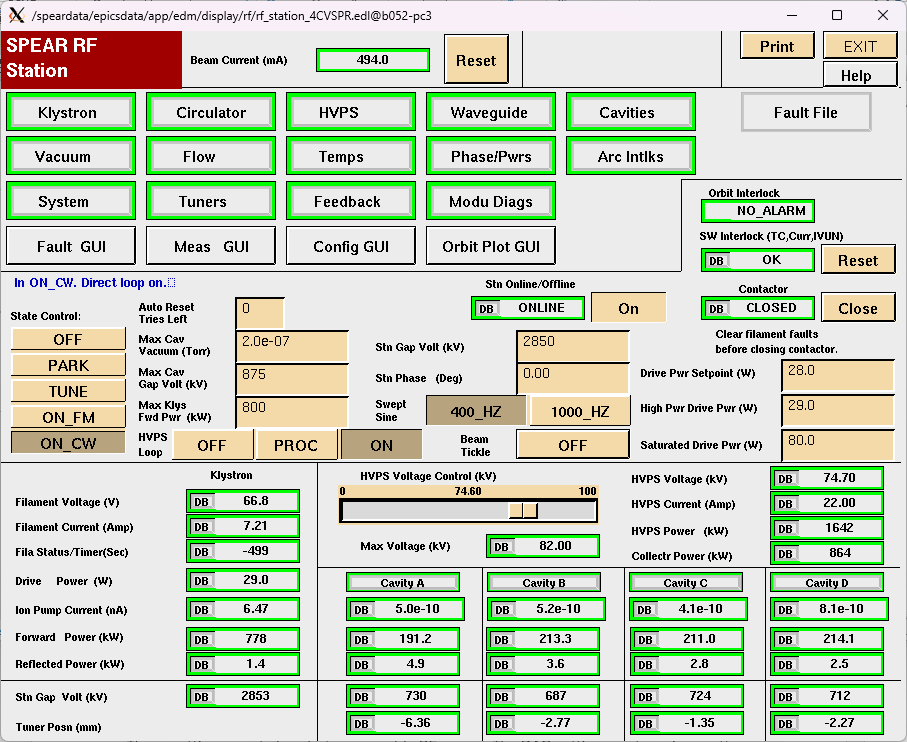 /speardata/epicsdata/app/edm/display/rf/rf_station_4CVSPR.edl@b052-pc3
SPEAR RF
Station
Beam Current (mA)
494.0
Reset
Print
EXIT
Help
Klystron
Circulator
HVPS
Waveguide
Cavities
Fault File
Vacuum
Flow
Temps
Phase/Pwrs
Arc Intlks
System
Tuners
Feedback
Modu Diags
Orbit Interlock
NO_ALARM
SW Interlock (TC,Curr,IVUN)
DB OK
Reset
Fault GUI
Meas GUI
Config GUI
Orbit Plot GUI
In ON_CW. Direct loop on.
Stn Online/Offline
DB ONLINE
On
Contactor
DB CLOSED
Close
Clear filament faults
before closing contactor.
State Control:
OFF
PARK
TUNE
ON_FM
ON_CW
Auto Reset
Tries Left
0
Max Cav
Vacuum (Torr)
2.0e-07
Max Cav
Gap Volt (kV)
875
Max Klys
Fwd Pwr (kW)
800
HVPS
Loop
OFF
PROC
ON
Stn Gap Volt (kV)
2850
Stn Phase (Deg)
0.00
Swept
Sine
400_HZ
1000_HZ
Beam
Tickle
OFF
Drive Pwr Setpoint (W)
28.0
High Pwr Drive Pwr (W)
29.0
Saturated Drive Pwr (W)
80.0
Klystron
Filament Voltage (V) DB 66.8
Filament Current (Amp) DB 7.21
Fila Status/Timer(Sec) DB -499
Drive Power (W) DB 29.0
Ion Pump Current (nA) DB 6.47
Forward Power (kW) DB 778
Reflected Power (kW) DB 1.4
HVPS Voltage Control (kV)
0 74.60 100
Max Voltage (kV) DB 82.00
HVPS Voltage (kV) DB 74.70
HVPS Current (Amp) DB 22.00
HVPS Power (kW) DB 1642
Collectr Power (kW) DB 864
Cavity A Cavity B Cavity C Cavity D
DB 5.0e-10 DB 5.2e-10 DB 4.1e-10 DB 8.1e-10
DB 191.2 DB 213.3 DB 211.0 DB 214.1
DB 4.9 DB 3.6 DB 2.8 DB 2.5
Stn Gap Volt (kV) DB 2853 DB 730 DB 687 DB 724 DB 712
Tuner Posn (mm) DB -6.36 DB -2.77 DB -1.35 DB -2.27